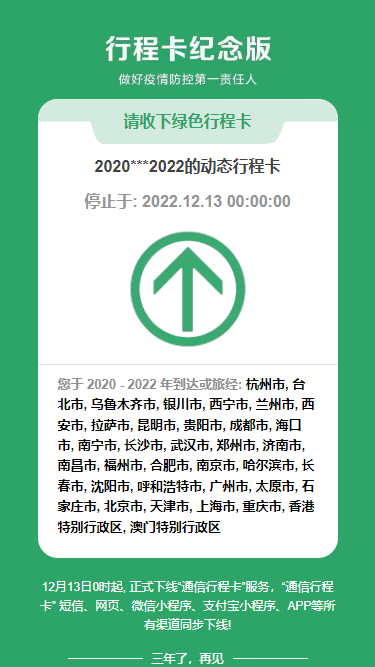 行程卡纪念版
做好疫情防控第一责任人
请收下绿色行程卡
2020***2022的动态行程卡
停止于: 2022.12.13 00:00:00
您于 2020 - 2022 年到达或旅经: 杭州市, 台
北市, 乌鲁木齐市, 银川市, 西宁市, 兰州市, 西
安市, 拉萨市, 昆明市, 贵阳市, 成都市, 海口
市, 南宁市, 长沙市, 武汉市, 郑州市, 济南市,
南昌市, 福州市, 合肥市, 南京市, 哈尔滨市, 长
春市, 沈阳市, 呼和浩特市, 广州市, 太原市, 石
家庄市, 北京市, 天津市, 上海市, 重庆市, 香港
特别行政区, 澳门特别行政区
12月13日0时起, 正式下线“通信行程卡”服务，“通信行程
卡” 短信、网页、微信小程序、支付宝小程序、APP等所
有渠道同步下线!
三年了，再见